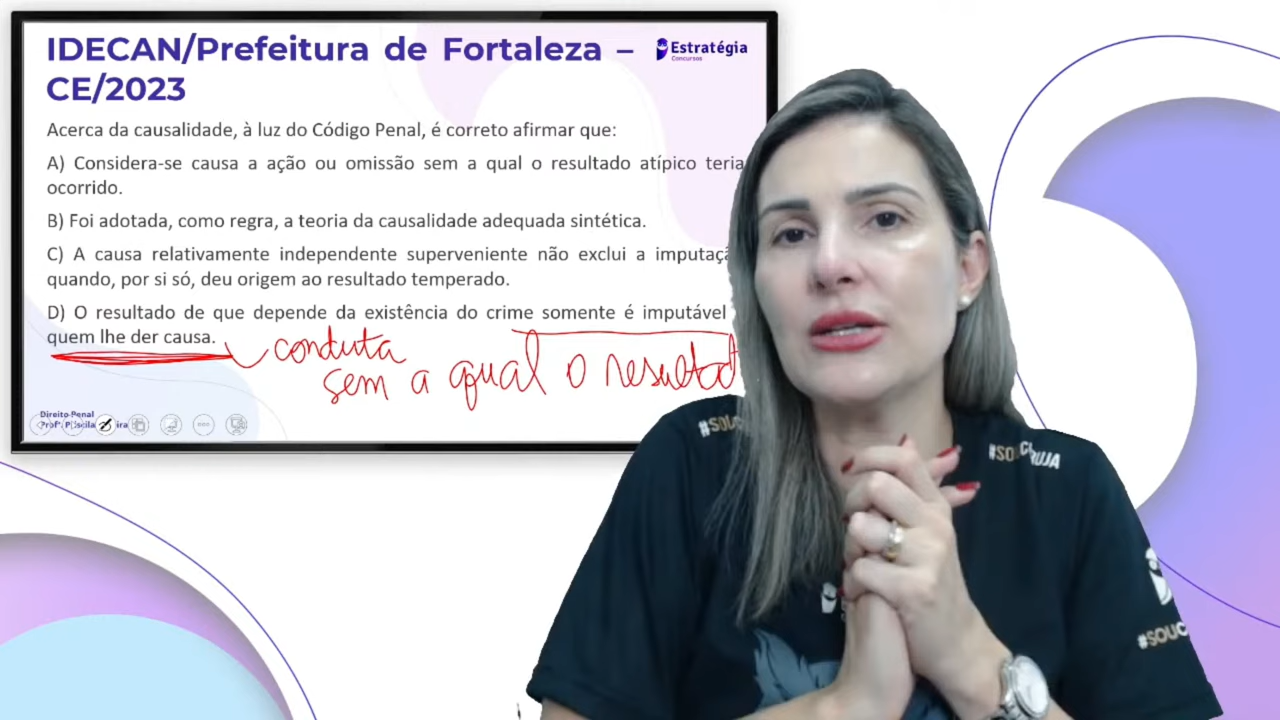 IDECAN/Prefeitura de Fortaleza –
CE/2023
Estratégia
Concursos
Acerca da causalidade, à luz do Código Penal, é correto afirmar que:
A) Considera-se causa a ação ou omissão sem a qual o resultado atípico teria
ocorrido.
B) Foi adotada, como regra, a teoria da causalidade adequada sintética.
C) A causa relativamente independente superveniente não exclui a
quando, por si só, deu origem ao resultado temperado.
D) O resultado de que depende da existência do crime somente é imputável
quem lhe der causa.
conduta
sem a qual o
Direito Penal
Profª.
#SOU